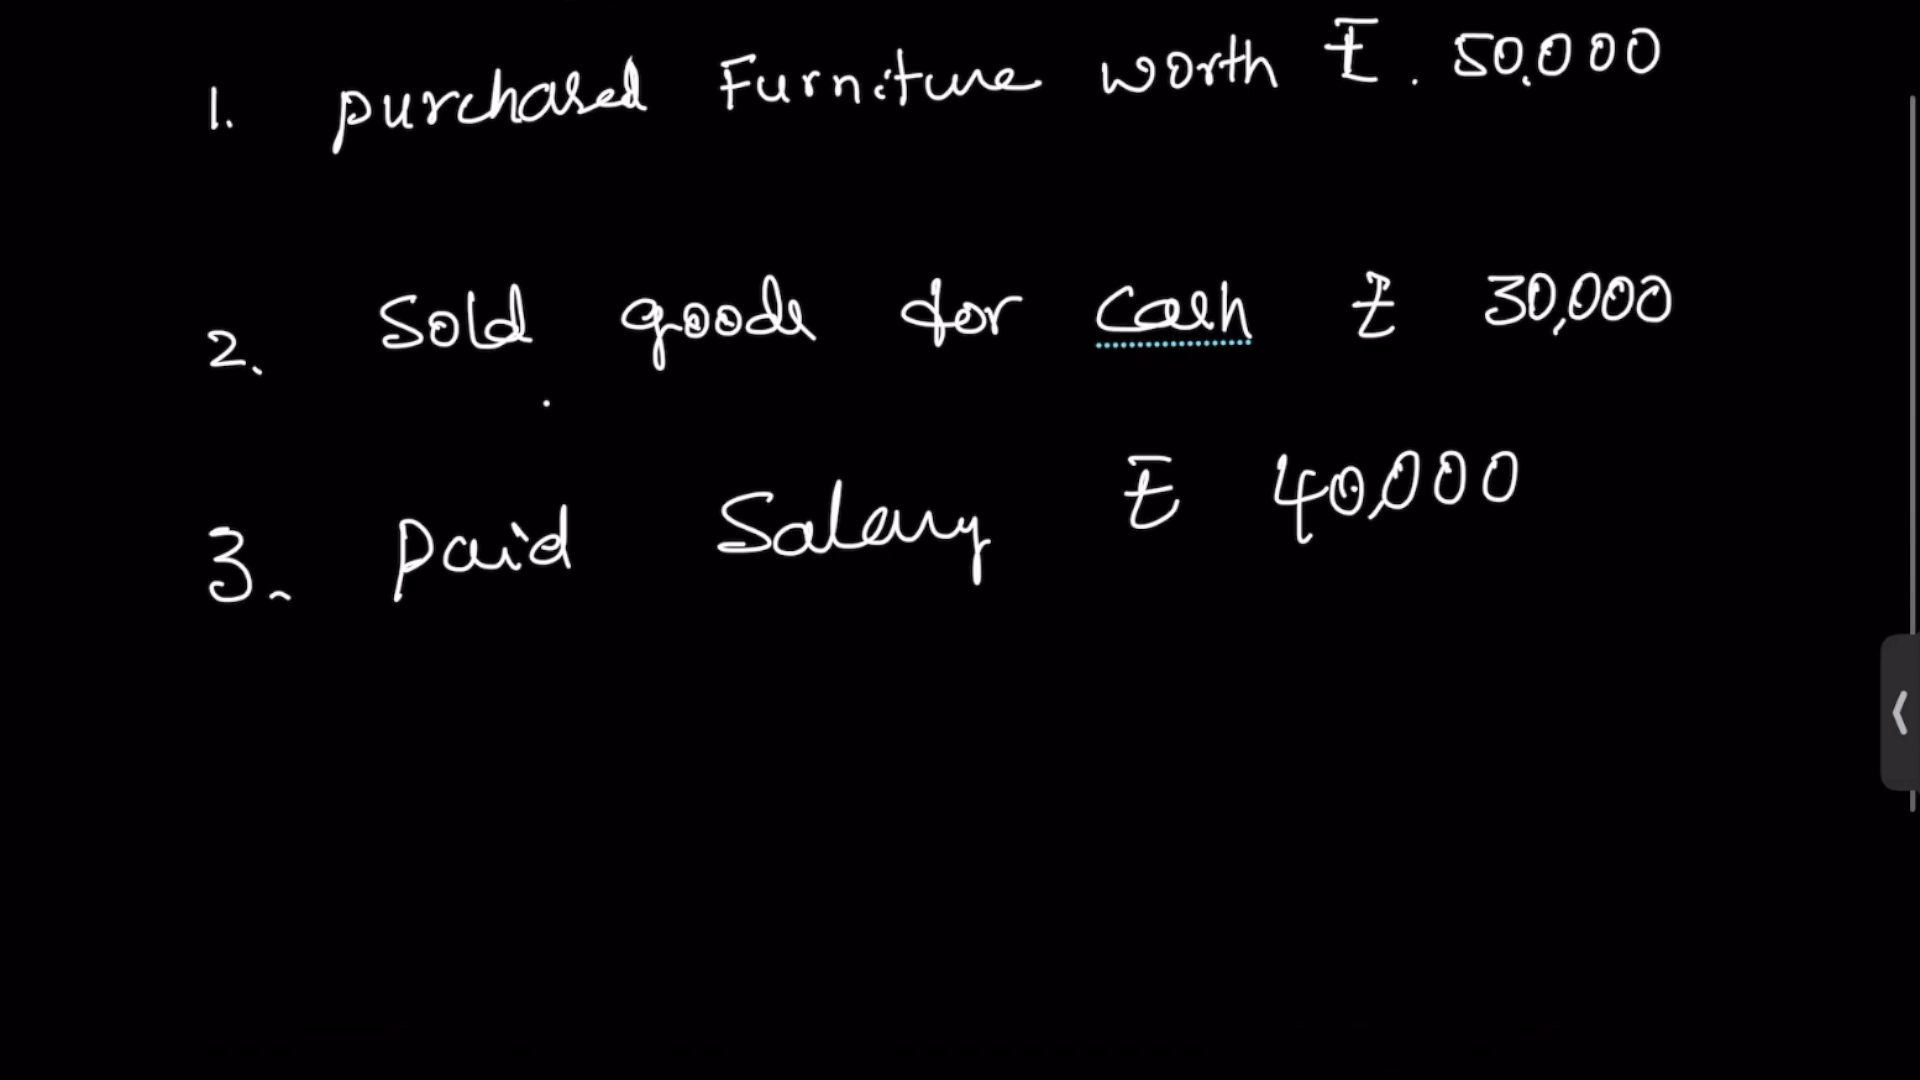 1. purchased Furniture worth ₹. 50,000
2. Sold goods for cash ₹ 30,000
3. Paid Salary ₹ 40,000